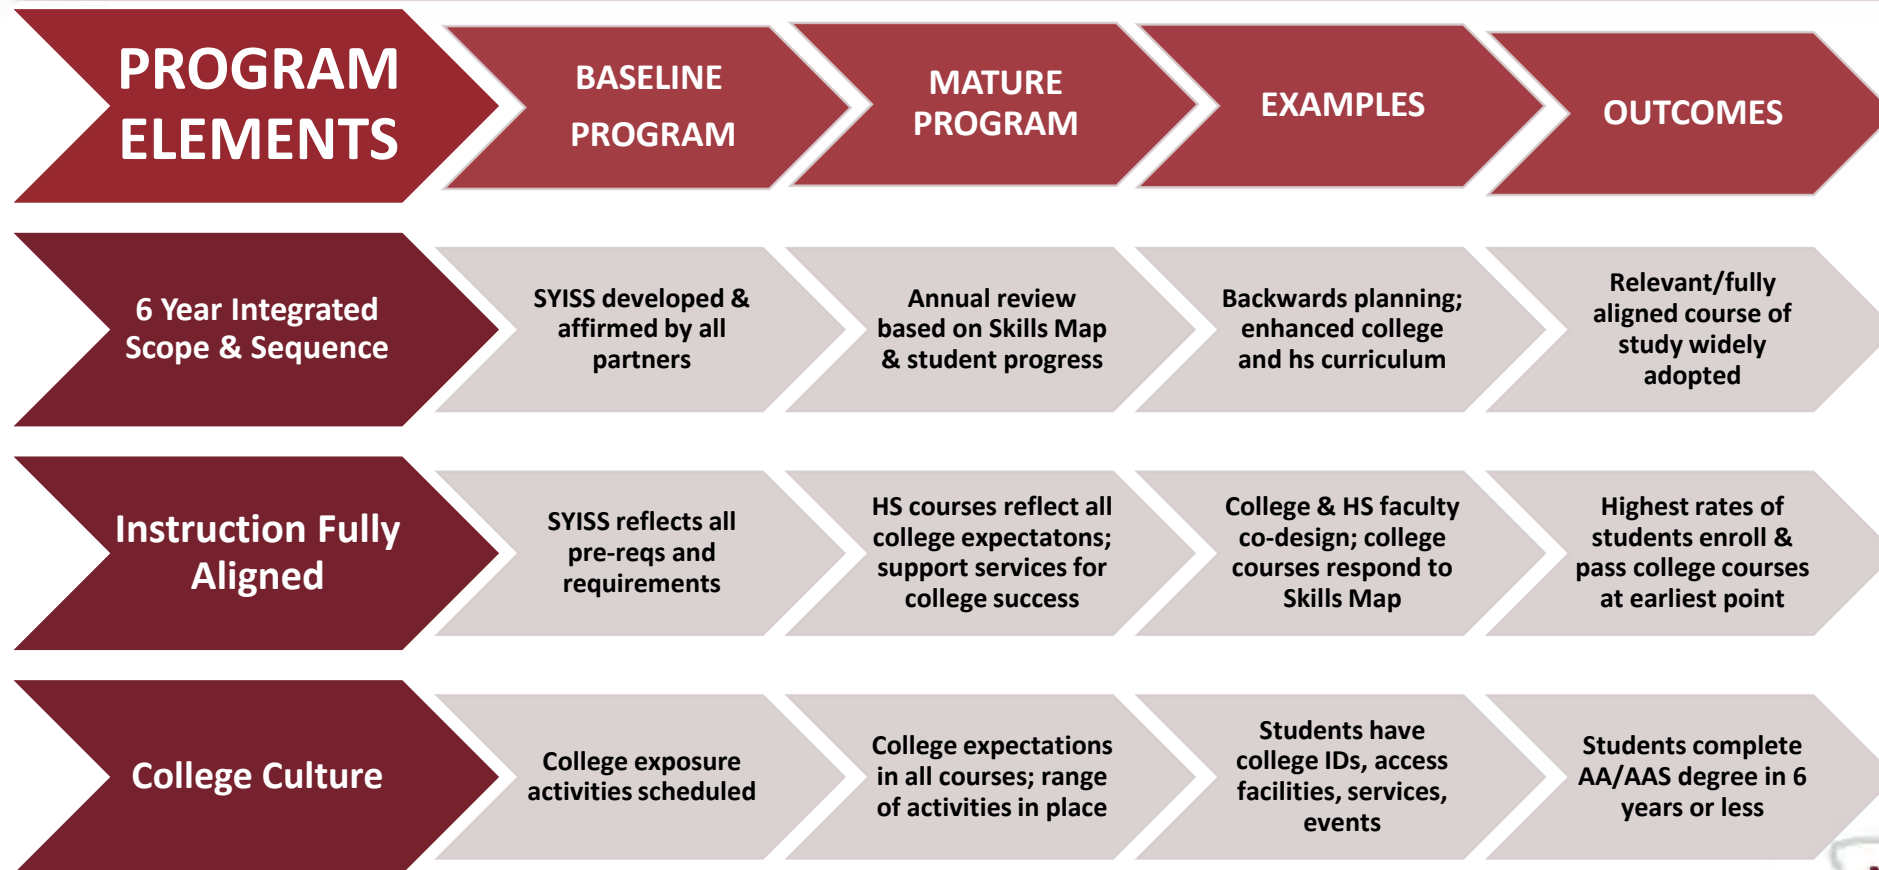 PROGRAM
ELEMENTS
BASELINE
PROGRAM
MATURE
PROGRAM
EXAMPLES
OUTCOMES
6 Year Integrated
Scope & Sequence
SYISS developed &
affirmed by all
partners
Annual review
based on Skills Map
& student progress
Backwards planning;
enhanced college
and hs curriculum
Relevant/fully
aligned course of
study widely
adopted
Instruction Fully
Aligned
SYISS reflects all
pre-reqs and
requirements
HS courses reflect all
college expectatons;
support services for
college success
College & HS faculty
co-design; college
courses respond to
Skills Map
Highest rates of
students enroll &
pass college courses
at earliest point
College Culture
College exposure
activities scheduled
College expectations
in all courses; range
of activities in place
Students have
college IDs, access
facilities, services,
events
Students complete
AA/AAS degree in 6
years or less